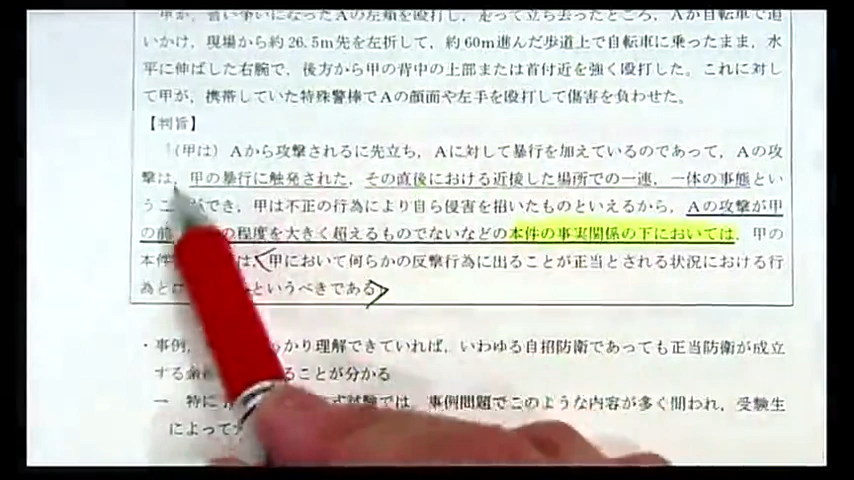 甲が，言い争いになったAの左頬を殴打し，走って立ち去ったところ，Aが自転車で追
いかけ，現場から約26.5m先を左折して，約60m進んだ歩道上で自転車に乗ったまま，水
平に伸ばした右腕で，後方から甲の背中の上部または首付近を強く殴打した。これに対し
て甲が，携帯していた特殊警棒でAの顔面や左手を殴打して傷害を負わせた。
【判旨】
「（甲は）Aから攻撃されるに先立ち，Aに対して暴行を加えているのであって，Aの攻
撃は，甲の暴行に触発された，その直後における近接した場所での一連，一体の事態とい
うこ ができ，甲は不正の行為により自ら侵害を招いたものといえるから，Aの攻撃が甲
の前 の程度を大きく超えるものでないなどの本件の事実関係の下においては，甲の
本件 は，甲において何らかの反撃行為に出ることが正当とされる状況における行
為と というべきである」
・事例， かり理解できていれば，いわゆる自招防衛であっても正当防衛が成立
する余 ることが分かる
ー 特に 式試験では，事例問題でこのような内容が多く問われ，受験生
によって